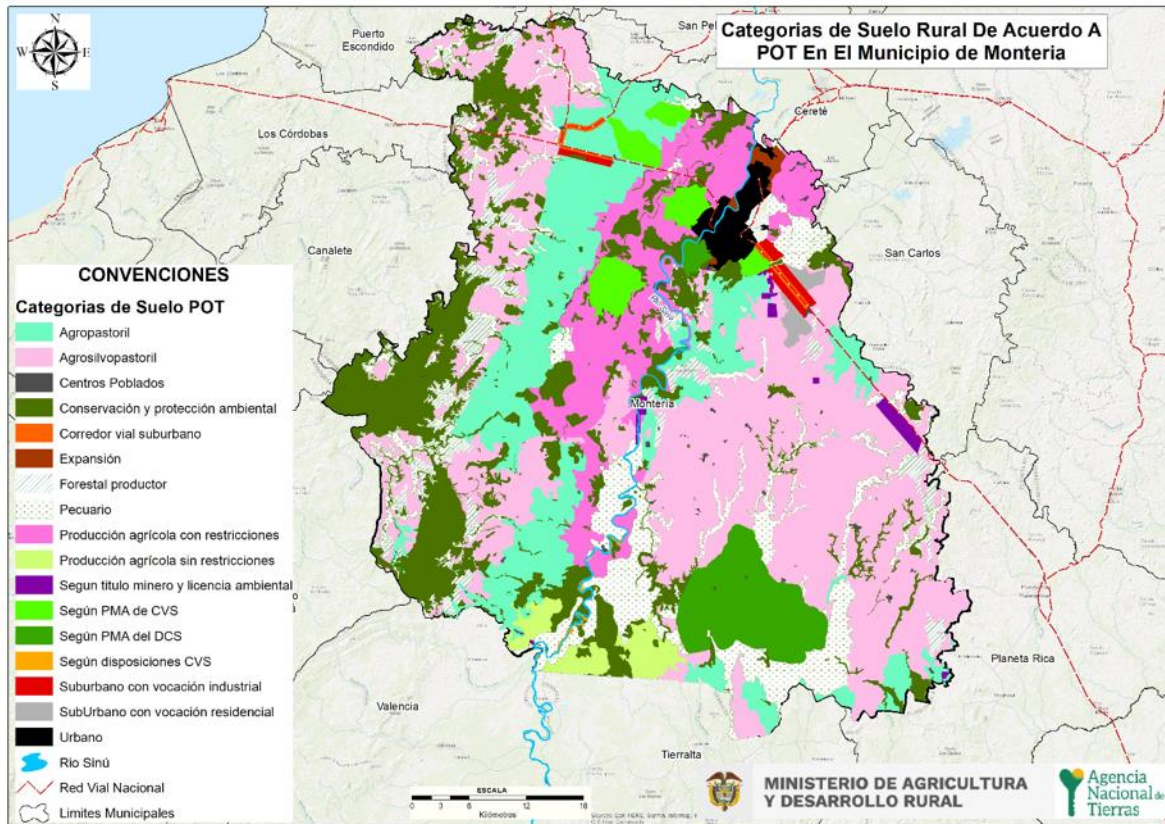 Categorias de Suelo Rural De Acuerdo A
POT En El Municipio de Monteria
N
W
E
S
Puerto
Escondido
San Pel
Cereté
Los Córdobas
Canalete
San Carlos
Montería
Planeta Rica
Valencia
Tierralta
CONVENCIONES
Categorias de Suelo POT
Agropastoril
Agrosilvopastoril
Centros Poblados
Conservación y protección ambiental
Corredor vial suburbano
Expansión
Forestal productor
Pecuario
Producción agrícola con restricciones
Producción agrícola sin restricciones
Segun titulo minero y licencia ambiental
Según PMA de CVS
Según PMA del DCS
Según disposiciones CVS
Suburbano con vocación industrial
SubUrbano con vocación residencial
Urbano
Rio Sinú
Red Vial Nacional
Limites Municipales
ESCALA
0 3 6 12 18
Kilómetros
MINISTERIO DE AGRICULTURA
Y DESARROLLO RURAL
Agencia
Nacional de
Tierras